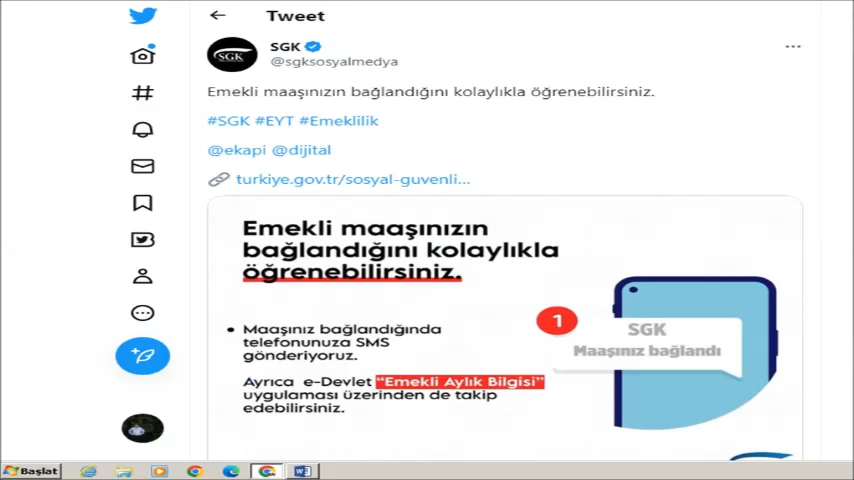 Tweet
SGK
SGK
@sgksosyalmedya
Emekli maaşınızın bağlandığını kolaylıkla öğrenebilirsiniz.
#SGK #EYT #Emeklilik
@ekapi @dijital
turkiye.gov.tr/sosyal-guvenli...
Emekli maaşınızın
bağlandığını kolaylıkla
öğrenebilirsiniz.
1
SGK
Maaşınız bağlandı
• Maaşınız bağlandığında
telefonunuza SMS
gönderiyoruz.
Ayrıca e-Devlet “Emekli Aylık Bilgisi”
uygulaması üzerinden de takip
edebilirsiniz.
Başlat